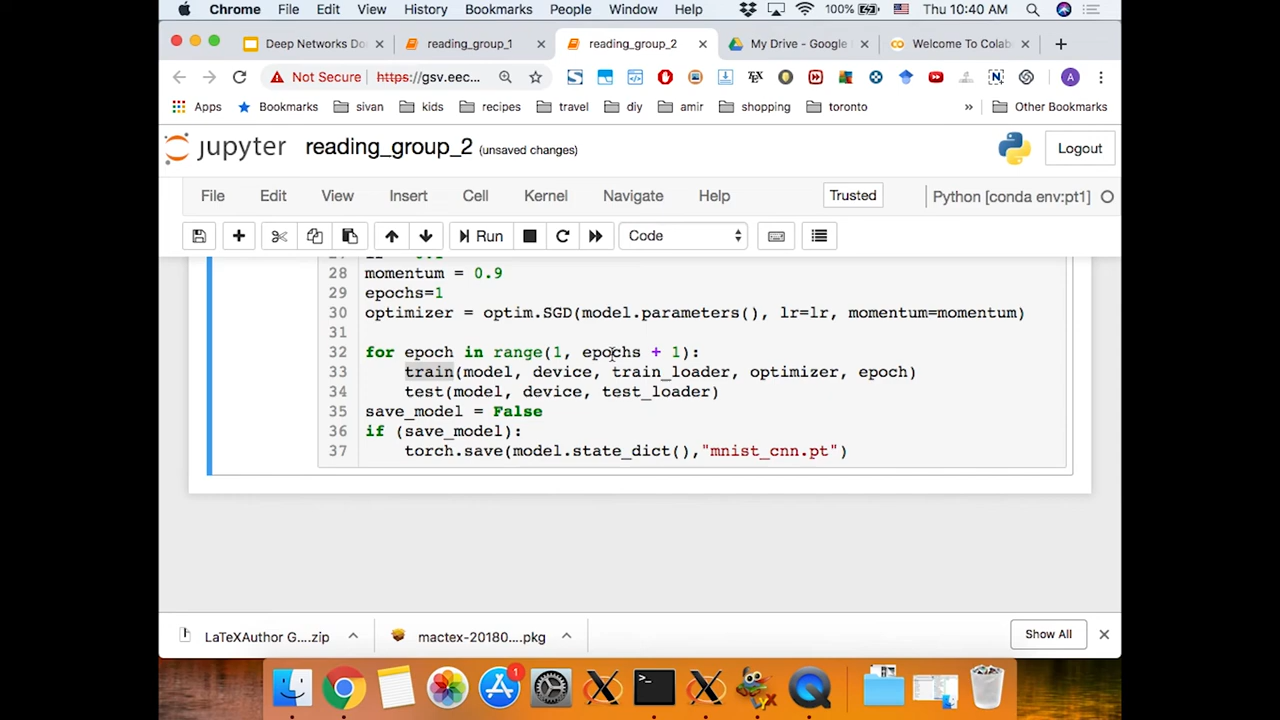 Chrome File Edit View History Bookmarks People Window Help 100% Thu 10:40 AM
Deep Networks Do reading_group_1 reading_group_2 My Drive - Google Welcome To Colab
Not Secure https://gsv.eec... A
Apps Bookmarks sivan kids recipes travel diy amir shopping toronto » Other Bookmarks
jupyter reading_group_2 (unsaved changes) Logout
File Edit View Insert Cell Kernel Navigate Help Trusted Python [conda env:pt1]
Run Code
28 momentum = 0.9
29 epochs=1
30 optimizer = optim.SGD(model.parameters(), lr=lr, momentum=momentum)
31
32 for epoch in range(1, epochs + 1):
33 train(model, device, train_loader, optimizer, epoch)
34 test(model, device, test_loader)
35 save_model = False
36 if (save_model):
37 torch.save(model.state_dict(),"mnist_cnn.pt")
LaTeXAuthor G....zip mactex-20180....pkg Show All
1